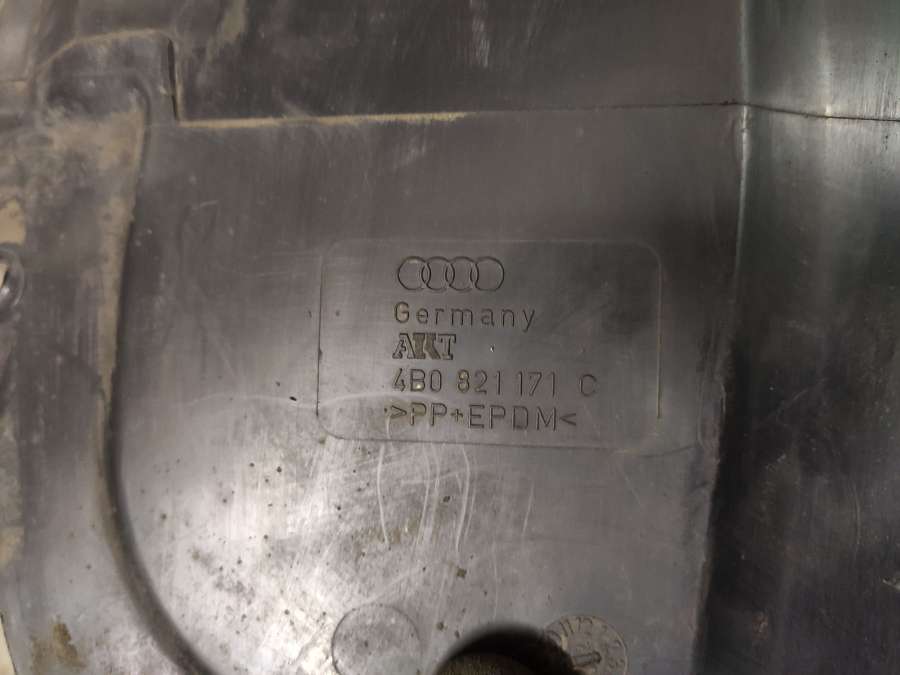 Germany
AKT
4B0 821 171 C
>PP+EPDM<